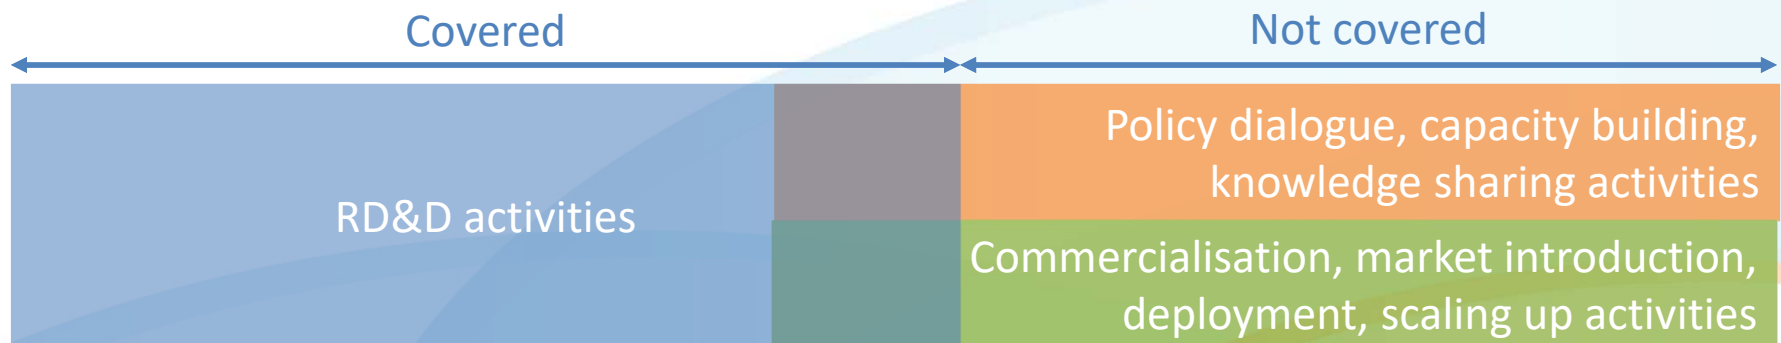 Covered
Not covered
RD&D activities
Policy dialogue, capacity building,
knowledge sharing activities
Commercialisation, market introduction,
deployment, scaling up activities